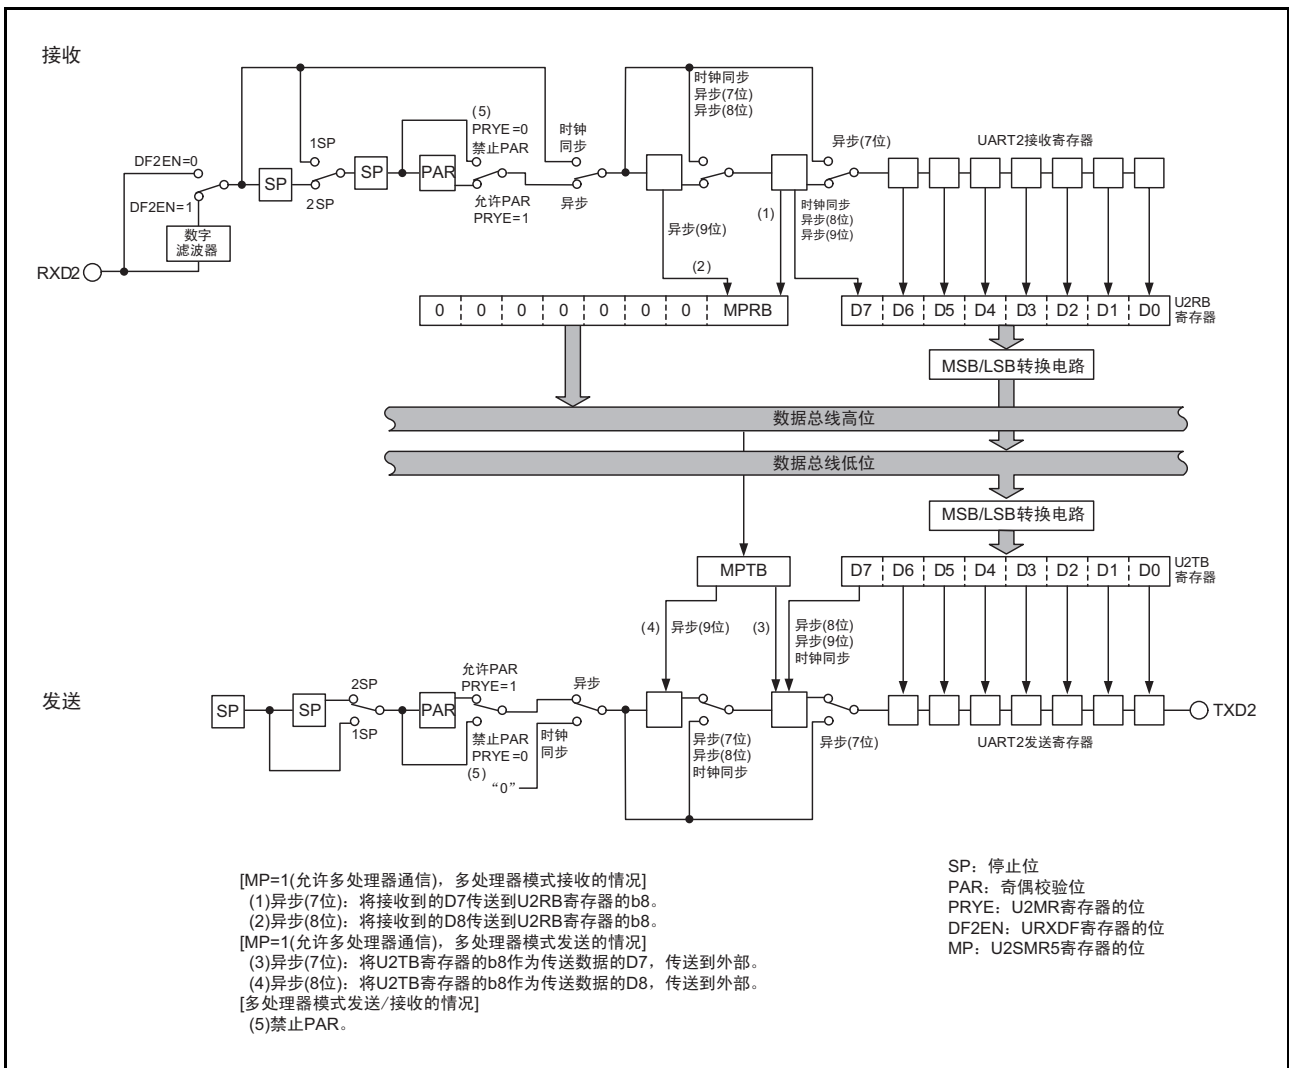 接收
时钟同步
异步(7位)
异步(8位)
(5)
PRYE=0
禁止PAR
时钟
同步
1SP
异步(7位)
UART2接收寄存器
DF2EN=0
SP
SP
PAR
2SP
允许PAR
PRYE=1
异步
DF2EN=1
数字
滤波器
RXD2
异步(9位)
(1)
时钟同步
异步(8位)
异步(9位)
(2)
0 0 0 0 0 0 0 MPRB
D7 D6 D5 D4 D3 D2 D1 D0
U2RB
寄存器
MSB/LSB转换电路
数据总线高位
数据总线低位
MSB/LSB转换电路
MPTB
D7 D6 D5 D4 D3 D2 D1 D0
U2TB
寄存器
(4)
异步(9位)
(3)
异步(8位)
异步(9位)
时钟同步
发送
SP
SP
2SP
1SP
PAR
允许PAR
PRYE=1
异步
禁止PAR
PRYE=0
(5)
时钟
同步
“0”
异步(7位)
异步(8位)
时钟同步
异步(7位)
UART2发送寄存器
TXD2
[MP=1(允许多处理器通信)，多处理器模式接收的情况]
(1)异步(7位)：将接收到的D7传送到U2RB寄存器的b8。
(2)异步(8位)：将接收到的D8传送到U2RB寄存器的b8。
[MP=1(允许多处理器通信)，多处理器模式发送的情况]
(3)异步(7位)：将U2TB寄存器的b8作为传送数据的D7，传送到外部。
(4)异步(8位)：将U2TB寄存器的b8作为传送数据的D8，传送到外部。
[多处理器模式发送/接收的情况]
(5)禁止PAR。
SP：停止位
PAR：奇偶校验位
PRYE：U2MR寄存器的位
DF2EN：URXDF寄存器的位
MP：U2SMR5寄存器的位